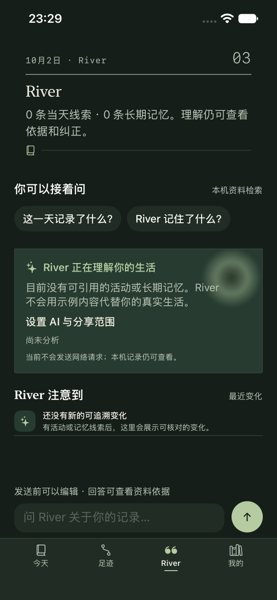 23:29
10月2日 · River
03
River
0 条当天线索 · 0 条长期记忆。理解仍可查看
依据和纠正。
你可以接着问
本机资料检索
这一天记录了什么?
River 记住了什么?
River 正在理解你的生活
目前没有可引用的活动或长期记忆。River
不会用示例内容代替你的真实生活。
设置 AI 与分享范围
尚未分析
当前不会发送网络请求；本机记录仍可查看。
River 注意到
最近变化
还没有新的可追溯变化
有活动或记忆线索后，这里会展示可核对的变化。
发送前可以编辑 · 回答可查看资料依据
问 River 关于你的记录...
今天
足迹
River
我的